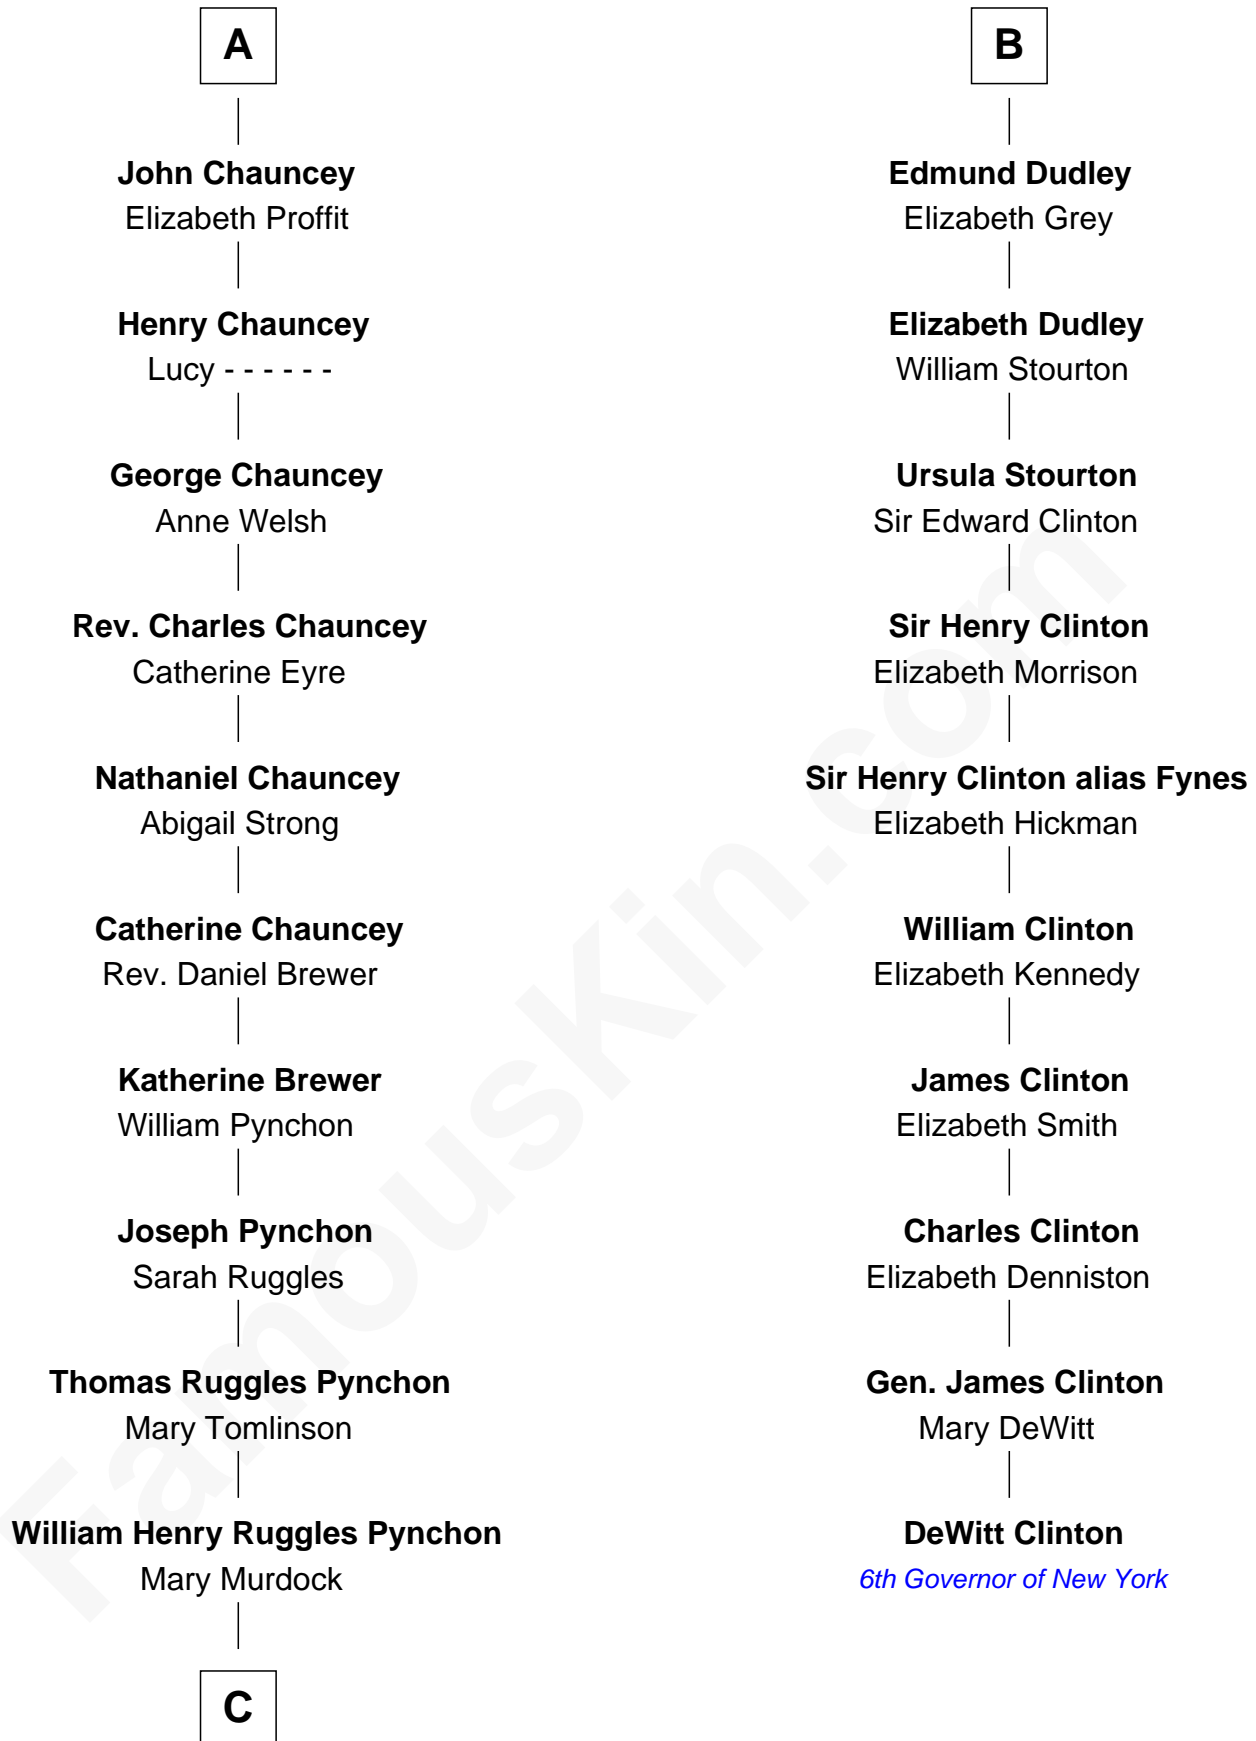 A
John Chauncey
Elizabeth Proffit
Henry Chauncey
Lucy - - - - - -
George Chauncey
Anne Welsh
Rev. Charles Chauncey
Catherine Eyre
Nathaniel Chauncey
Abigail Strong
Catherine Chauncey
Rev. Daniel Brewer
Katherine Brewer
William Pynchon
Joseph Pynchon
Sarah Ruggles
Thomas Ruggles Pynchon
Mary Tomlinson
William Henry Ruggles Pynchon
Mary Murdock
C
B
Edmund Dudley
Elizabeth Grey
Elizabeth Dudley
William Stourton
Ursula Stourton
Sir Edward Clinton
Sir Henry Clinton
Elizabeth Morrison
Sir Henry Clinton alias Fynes
Elizabeth Hickman
William Clinton
Elizabeth Kennedy
James Clinton
Elizabeth Smith
Charles Clinton
Elizabeth Denniston
Gen. James Clinton
Mary DeWitt
DeWitt Clinton
6th Governor of New York
FamousKin.com